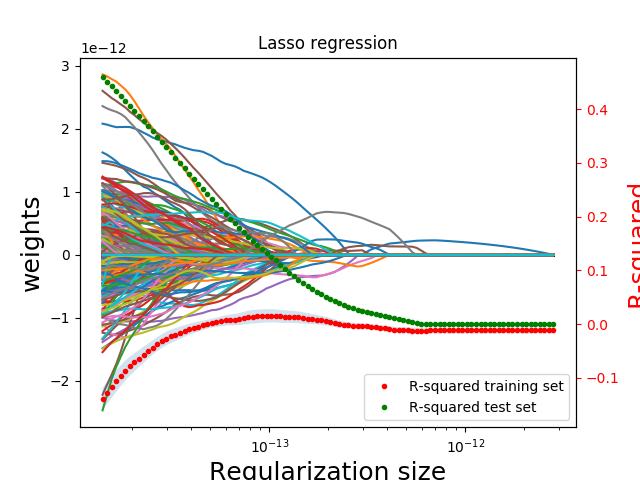 Lasso regression
1e−12
3
2
1
0
−1
−2
weights
0.4
0.3
0.2
0.1
0.0
−0.1
R-squared
R-squared training set
R-squared test set
10⁻¹³
10⁻¹²
Regularization size